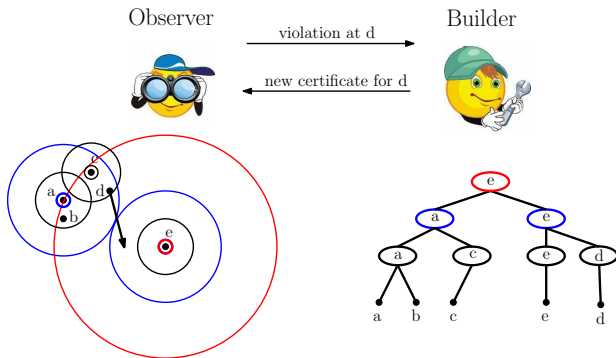 Observer
Builder
violation at d
new certificate for d
c
a
d
b
e
e
a
e
a
c
e
d
a
b
c
e
d